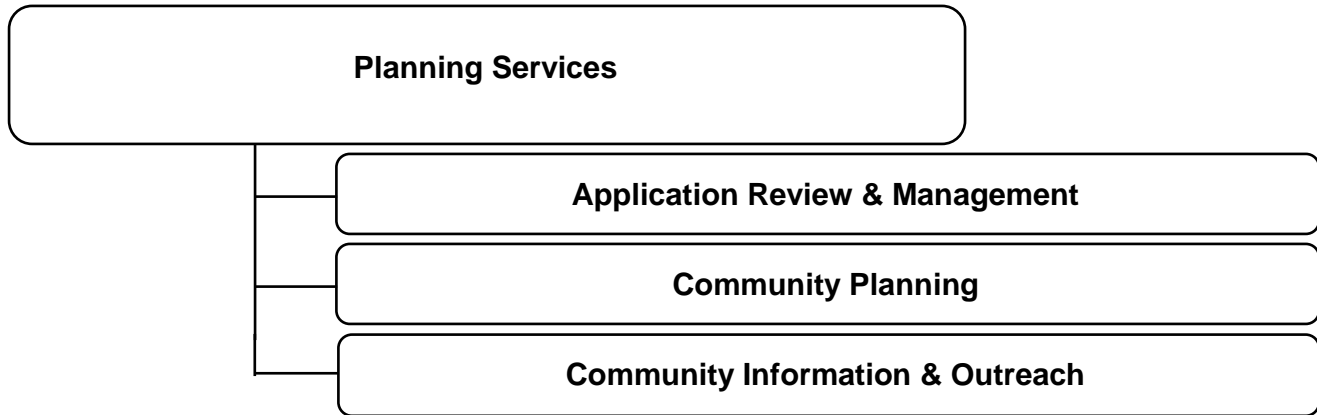 Planning Services
Application Review & Management
Community Planning
Community Information & Outreach